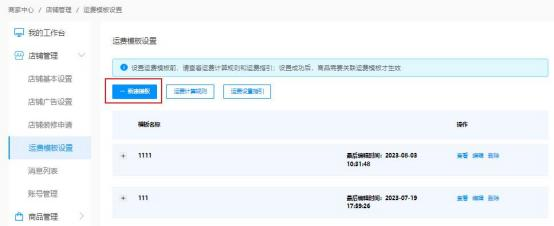 商家中心 / 店铺管理 / 运费模板设置
我的工作台
店铺管理
店铺基本设置
店铺广告设置
店铺装修申请
运费模板设置
消息列表
账号管理
商品管理
运费模板设置
设置运费模板前，请查看运费计算规则和运费指引；设置成功后，商品需要关联运费模板才生效
新建模板 运费计算规则 运费设置指引
模板名称 操作
+ 1111 最后编辑时间：2023-08-03 10:31:48 查看 编辑 删除
+ 111 最后编辑时间：2023-07-19 17:59:26 查看 编辑 删除